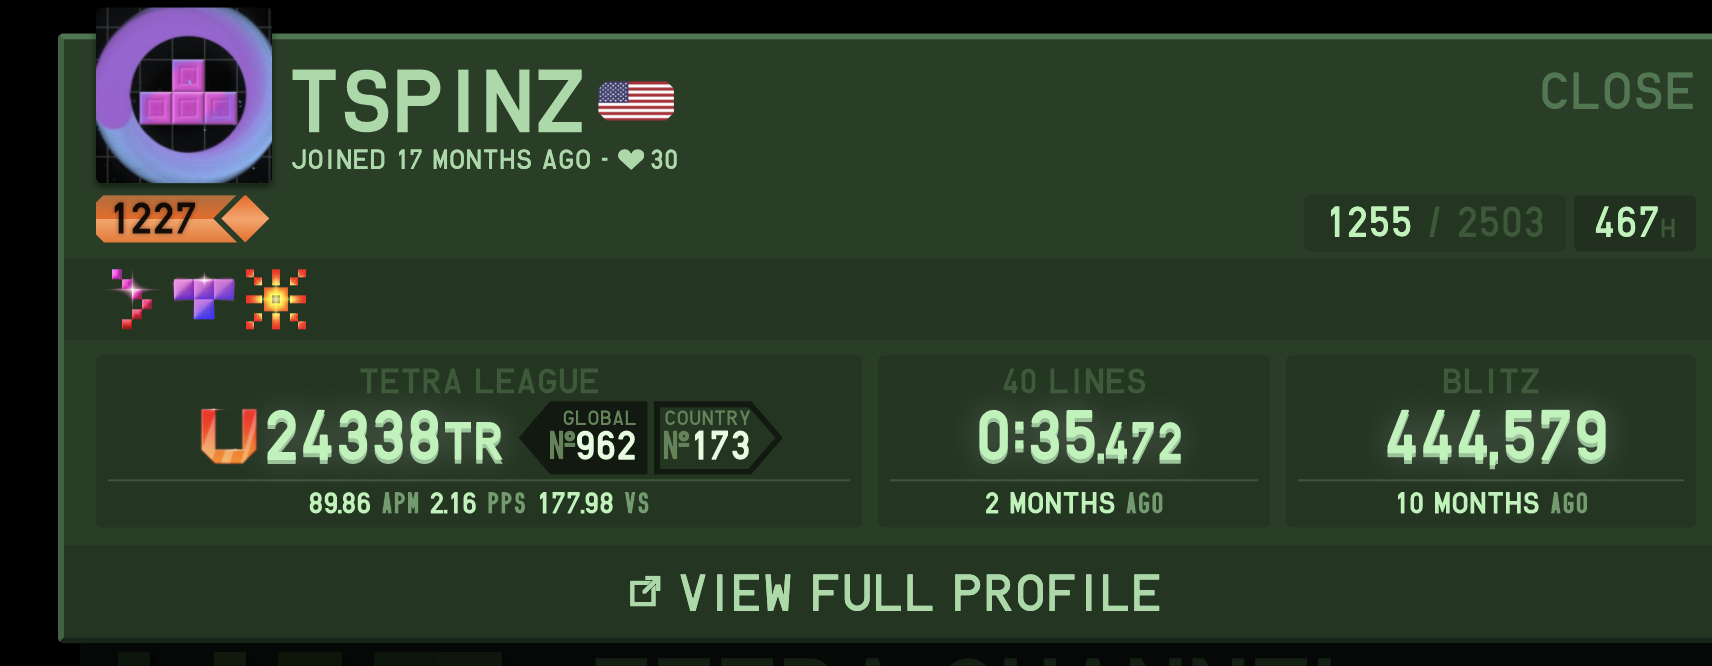 TSPINZ
CLOSE
JOINED 17 MONTHS AGO - 30
1227
1255 / 2503
467H
TETRA LEAGUE
24338TR
GLOBAL
№962
COUNTRY
№173
89.86 APM 2.16 PPS 177.98 VS
40 LINES
0:35.472
2 MONTHS AGO
BLITZ
444,579
10 MONTHS AGO
VIEW FULL PROFILE
TETRA CHANNEL